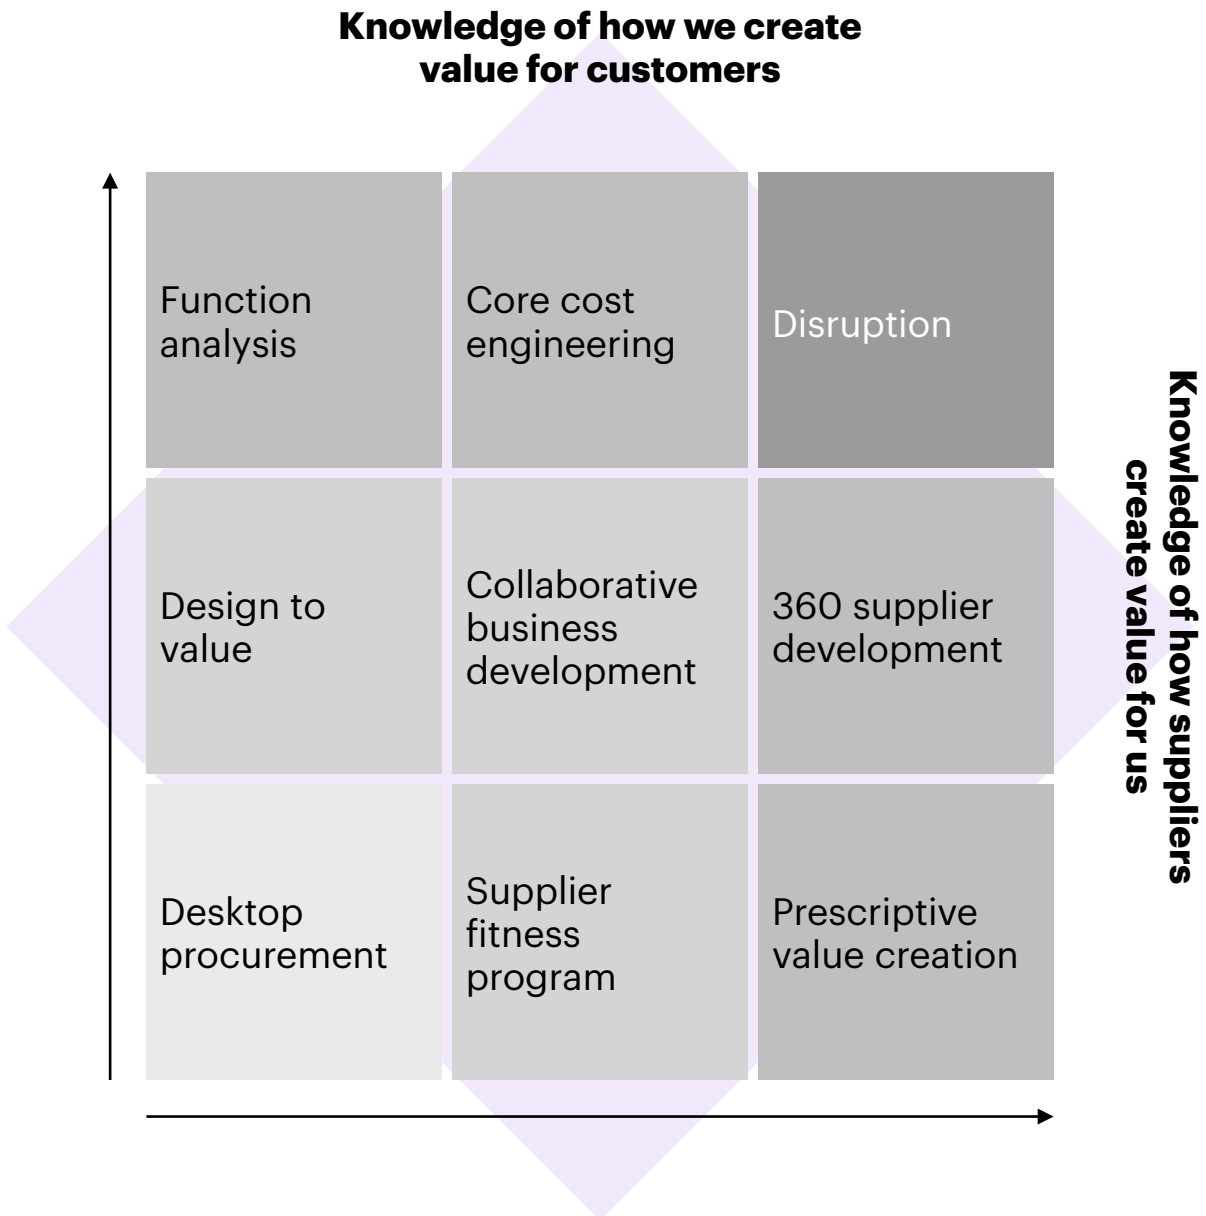 Knowledge of how we create
value for customers
Function
analysis
Core cost
engineering
Disruption
Design to
value
Collaborative
business
development
360 supplier
development
Desktop
procurement
Supplier
fitness
program
Prescriptive
value creation
Knowledge of how suppliers
create value for us